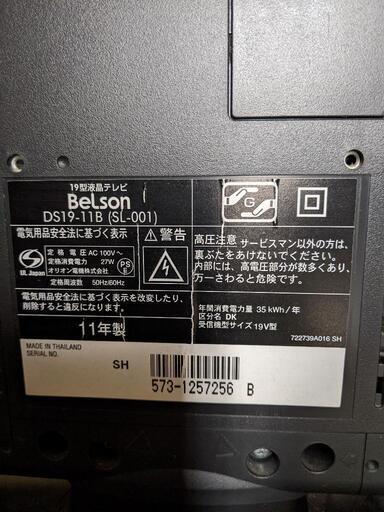 19型液晶テレビ
BeLson
DS19-11B (SL-001)
電気用品安全法に基づく表示
UL Japan
定格電圧 AC100V
定格消費電力 27W
オリオン電機株式会社
定格周波数 50Hz/60Hz
PSE
電気用品安全法に基づく表示を改変したり、
削除すると違反になります。
11年製
⚠警告
G
高圧注意 サービスマン以外の方は、
裏ぶたをあけないでください。
内部には、高電圧部分が数多くあり、
万一さわると危険です。
年間消費電力量 35 kWh/年
区分名 DK
受信機型サイズ 19V型
722739A016 SH
MADE IN THAILAND
SERIAL NO.
SH
573-1257256 B